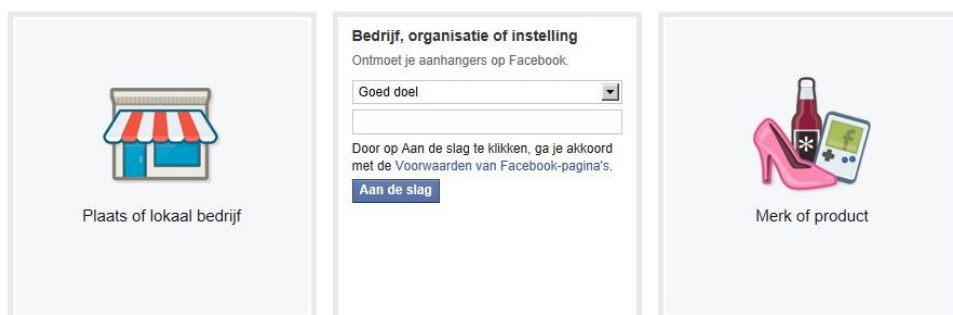 Plaats of lokaal bedrijf
Bedrijf, organisatie of instelling
Ontmoet je aanhangers op Facebook.
Goed doel
Door op Aan de slag te klikken, ga je akkoord
met de Voorwaarden van Facebook-pagina's.
Aan de slag
Merk of product